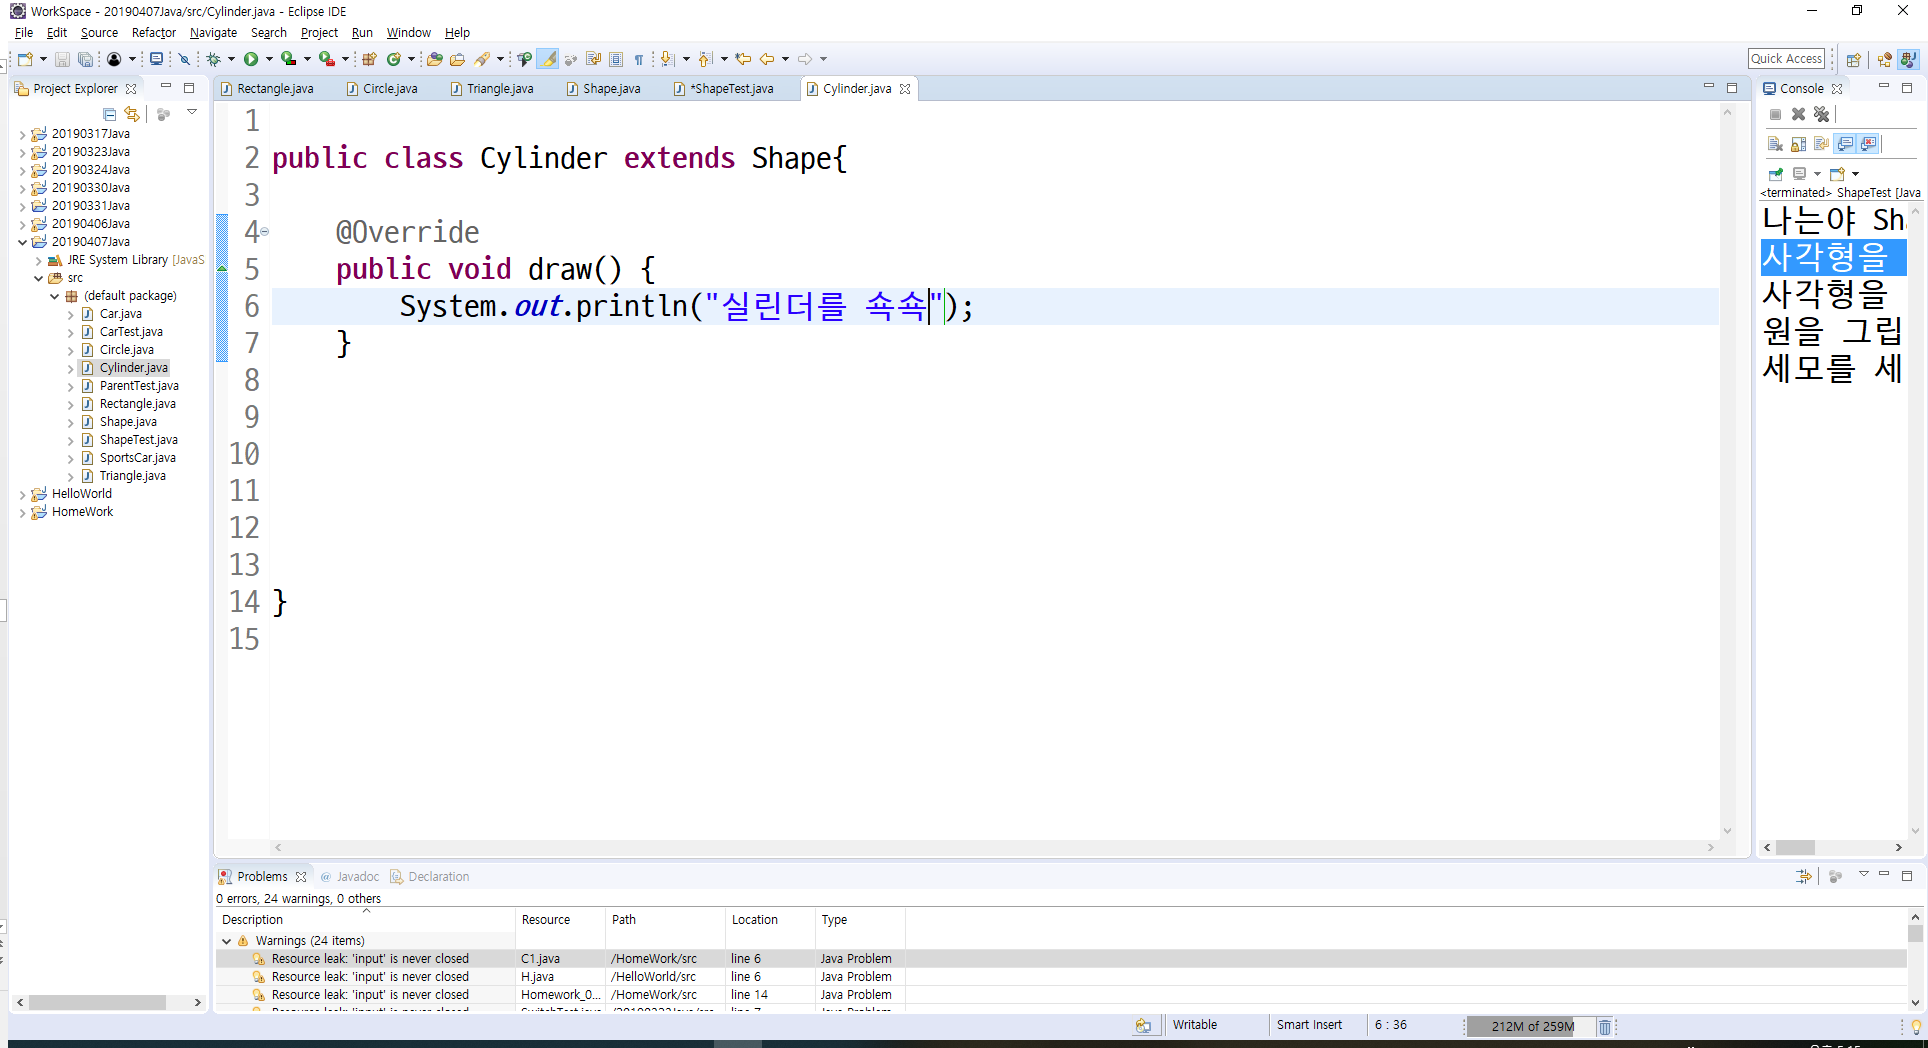 WorkSpace - 20190407Java/src/Cylinder.java - Eclipse IDE
File Edit Source Refactor Navigate Search Project Run Window Help
Quick Access
Project Explorer
20190317Java
20190323Java
20190324Java
20190330Java
20190331Java
20190406Java
20190407Java
JRE System Library [JavaS
src
(default package)
Car.java
CarTest.java
Circle.java
Cylinder.java
ParentTest.java
Rectangle.java
Shape.java
ShapeTest.java
SportsCar.java
Triangle.java
HelloWorld
HomeWork
Rectangle.java Circle.java Triangle.java Shape.java *ShapeTest.java Cylinder.java
1
2 public class Cylinder extends Shape{
3
4 @Override
5 public void draw() {
6 System.out.println("실린더를 쇽쇽");
7 }
8
9
10
11
12
13
14 }
15
Console
<terminated> ShapeTest [Java
나는야 Sha
사각형을
사각형을
원을 그립
세모를 세
Problems @ Javadoc Declaration
0 errors, 24 warnings, 0 others
Description Resource Path Location Type
Warnings (24 items)
Resource leak: 'input' is never closed C1.java /HomeWork/src line 6 Java Problem
Resource leak: 'input' is never closed H.java /HelloWorld/src line 6 Java Problem
Resource leak: 'input' is never closed Homework_0... /HomeWork/src line 14 Java Problem
Writable Smart Insert 6 : 36 212M of 259M